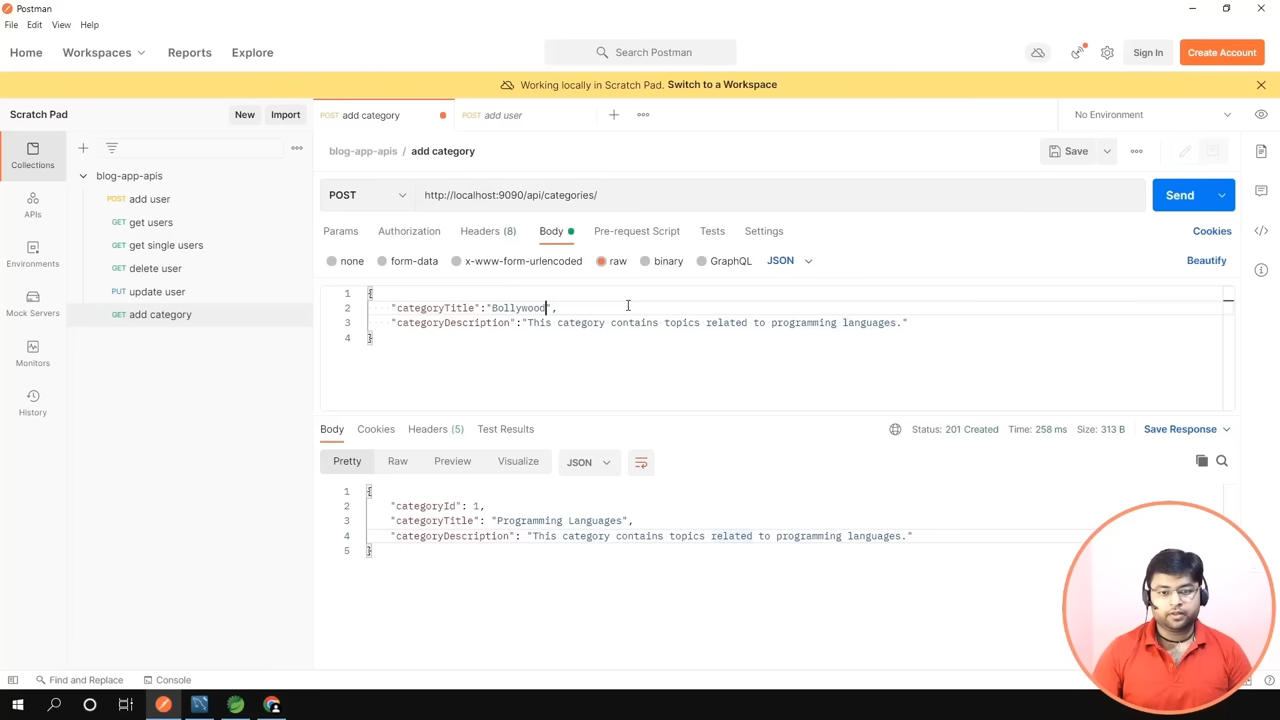 Postman
File Edit View Help
Home Workspaces Reports Explore Search Postman Sign In Create Account
Working locally in Scratch Pad. Switch to a Workspace
Scratch Pad New Import
POST add category POST add user No Environment
Collections
APIs
Environments
Mock Servers
Monitors
History
blog-app-apis
POST add user
GET get users
GET get single users
GET delete user
PUT update user
GET add category
blog-app-apis / add category Save
POST http://localhost:9090/api/categories/ Send
Params Authorization Headers (8) Body Pre-request Script Tests Settings Cookies
none form-data x-www-form-urlencoded raw binary GraphQL JSON Beautify
1 {
2 "categoryTitle":"Bollywood",
3 "categoryDescription":"This category contains topics related to programming languages."
4 }
Body Cookies Headers (5) Test Results Status: 201 Created Time: 258 ms Size: 313 B Save Response
Pretty Raw Preview Visualize JSON
1 {
2 "categoryId": 1,
3 "categoryTitle": "Programming Languages",
4 "categoryDescription": "This category contains topics related to programming languages."
5 }
Find and Replace Console